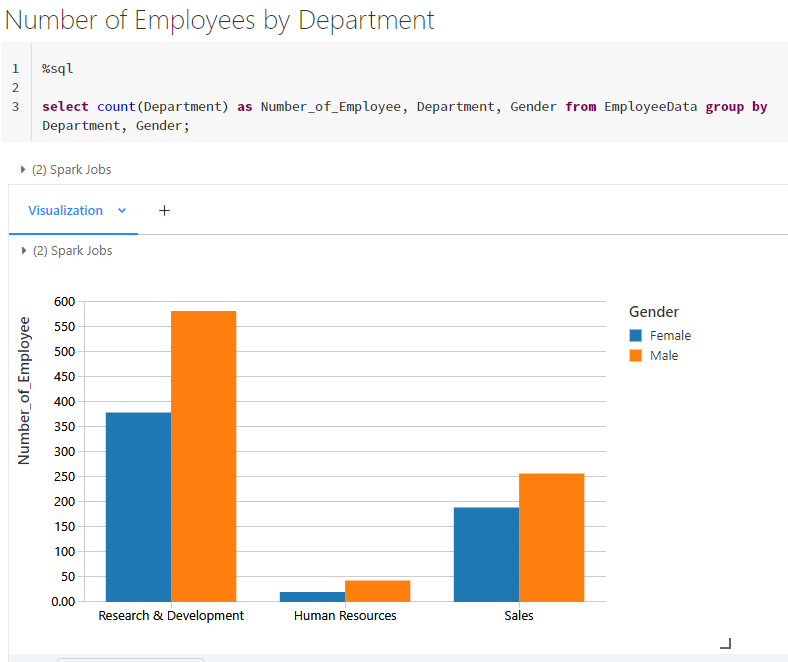 Number of Employees by Department
1 %sql
2
3 select count(Department) as Number_of_Employee, Department, Gender from EmployeeData group by
Department, Gender;
(2) Spark Jobs
Visualization +
(2) Spark Jobs
Number_of_Employee
600
550
500
450
400
350
300
250
200
150
100
50
0.00
Research & Development Human Resources Sales
Gender
Female
Male